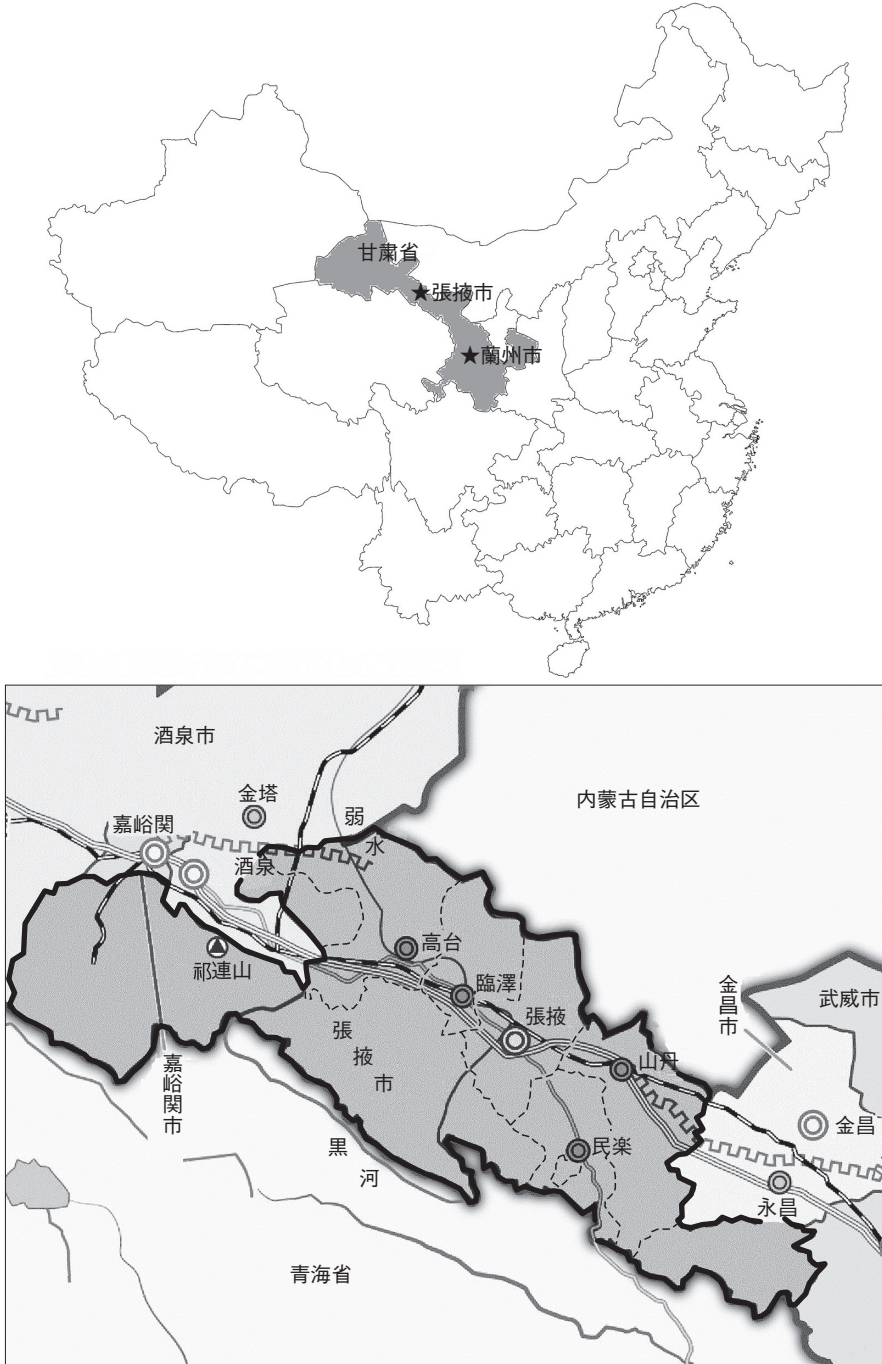 甘粛省
★張掖市
★蘭州市
酒泉市
金塔
内蒙古自治区
嘉峪関
弱水
酒泉
高台
祁連山
臨澤
金昌市
武威市
張掖
張掖市
山丹
嘉峪関市
金昌
民楽
黒河
永昌
青海省